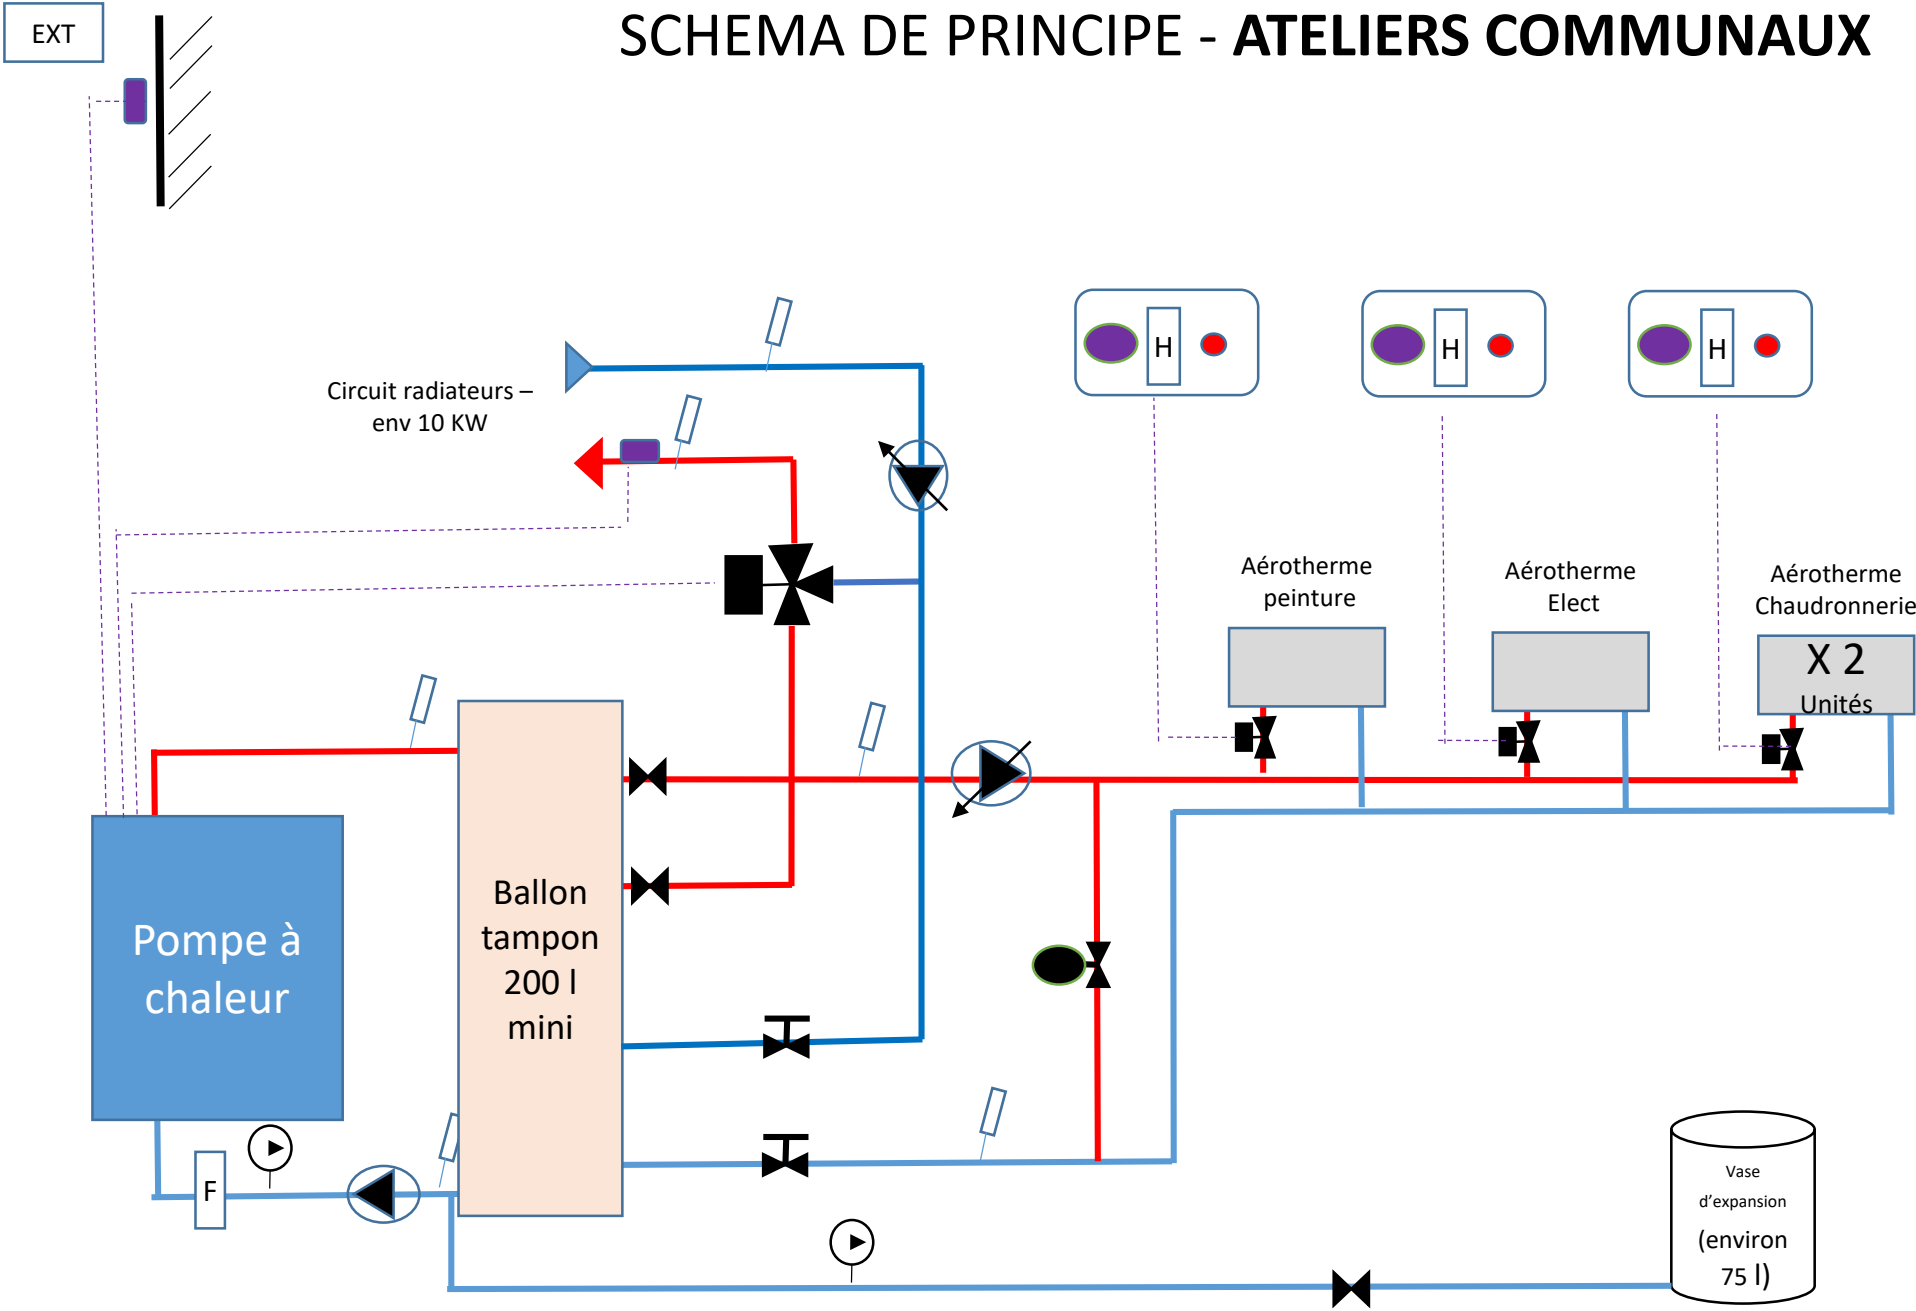 EXT
SCHEMA DE PRINCIPE - ATELIERS COMMUNAUX
Circuit radiateurs –
env 10 KW
H
H
H
Aérotherme
peinture
Aérotherme
Elect
Aérotherme
Chaudronnerie
X 2
Unités
Pompe à
chaleur
Ballon
tampon
200 l
mini
F
Vase
d'expansion
(environ
75 l)